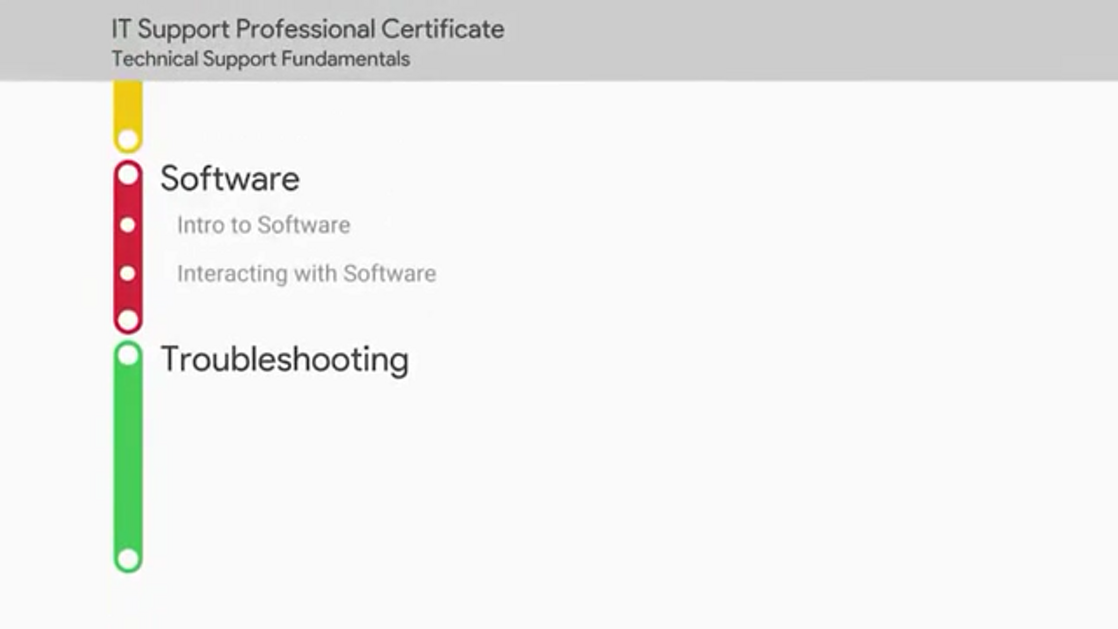 IT Support Professional Certificate
Technical Support Fundamentals
Software
Intro to Software
Interacting with Software
Troubleshooting